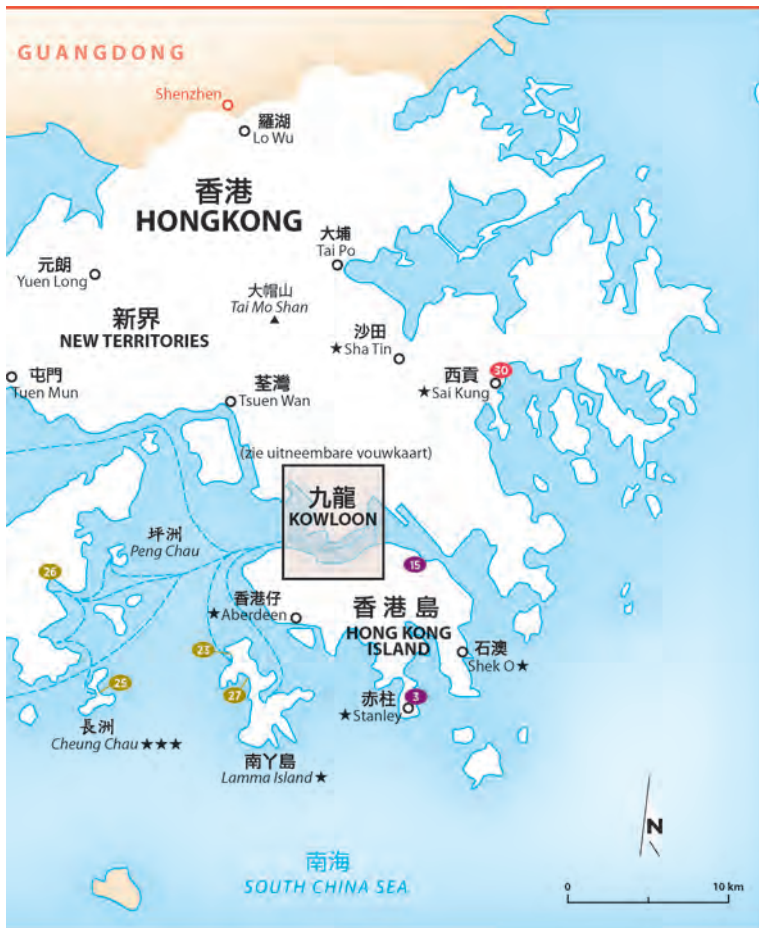 GUANGDONG
Shenzhen
羅湖
Lo Wu
香港
HONGKONG
大埔
Tai Po
元朗
Yuen Long
大帽山
Tai Mo Shan
新界
NEW TERRITORIES
沙田
★Sha Tin
30
西貢
★Sai Kung
屯門
Tuen Mun
荃灣
Tsuen Wan
(zie uitneembare vouwkaart)
九龍
KOWLOON
坪洲
Peng Chau
26
15
香港仔
★Aberdeen
香港島
HONG KONG
ISLAND
石澳
Shek O★
23
25
27
赤柱
3
★Stanley
長洲
Cheung Chau★★★
南丫島
Lamma Island★
N
南海
SOUTH CHINA SEA
0 10 km